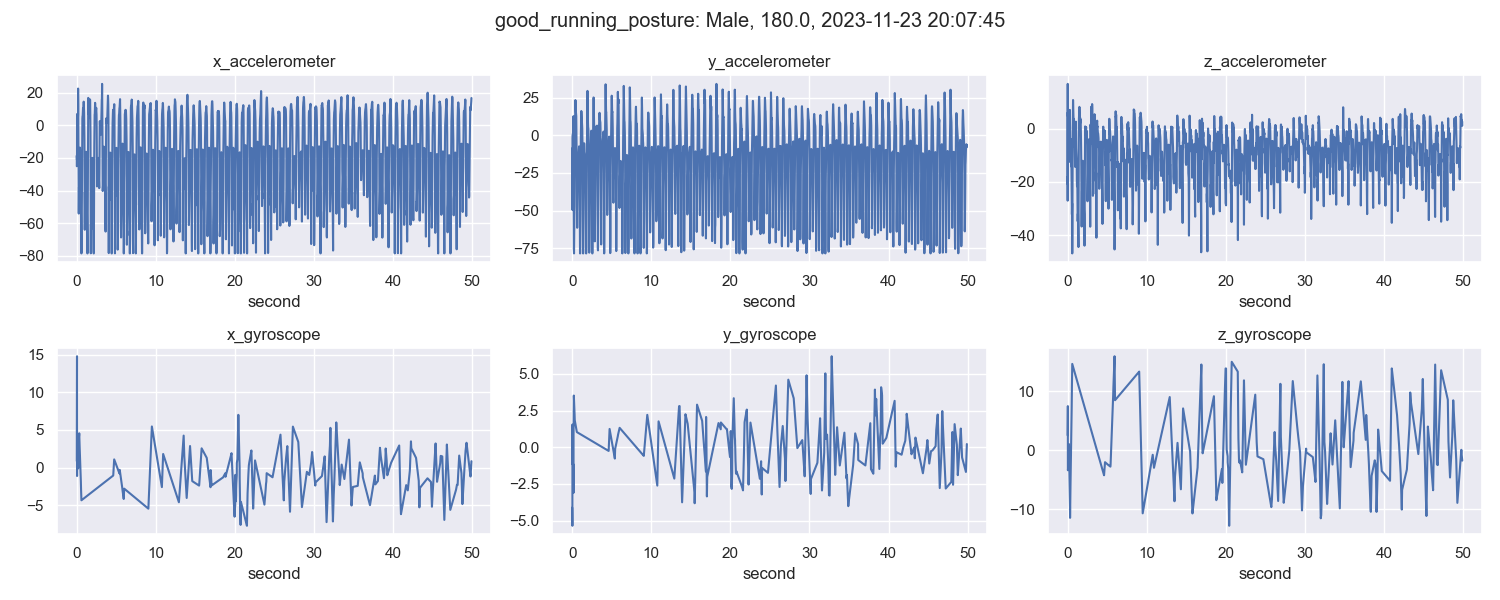 good_running_posture: Male, 180.0, 2023-11-23 20:07:45
x_accelerometer
20
0
−20
−40
−60
−80
0 10 20 30 40 50
second
y_accelerometer
25
0
−25
−50
−75
0 10 20 30 40 50
second
z_accelerometer
0
−20
−40
0 10 20 30 40 50
second
x_gyroscope
15
10
5
0
−5
0 10 20 30 40 50
second
y_gyroscope
5.0
2.5
0.0
−2.5
−5.0
0 10 20 30 40 50
second
z_gyroscope
10
0
−10
0 10 20 30 40 50
second